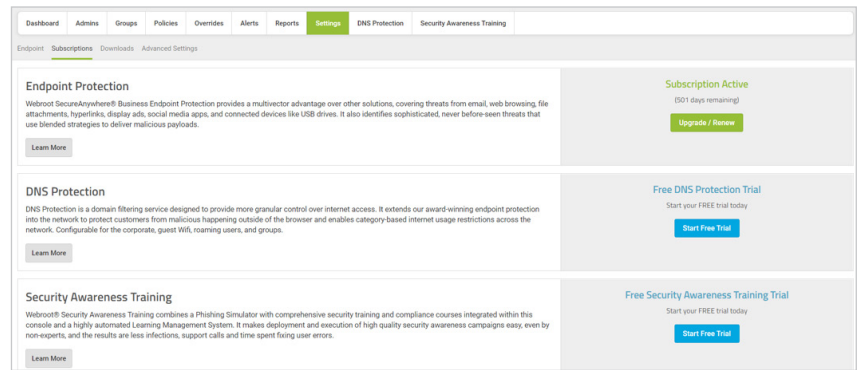 Dashboard Admins Groups Policies Overrides Alerts Reports Settings DNS Protection Security Awareness Training
Endpoint Subscriptions Downloads Advanced Settings
Endpoint Protection
Webroot SecureAnywhere® Business Endpoint Protection provides a multivector advantage over other solutions, covering threats from email, web browsing, file
attachments, hyperlinks, display ads, social media apps, and connected devices like USB drives. It also identifies sophisticated, never before-seen threats that
use blended strategies to deliver malicious payloads.
Learn More
Subscription Active
(501 days remaining)
Upgrade / Renew
DNS Protection
DNS Protection is a domain filtering service designed to provide more granular control over internet access. It extends our award-winning endpoint protection
into the network to protect customers from malicious happening outside of the browser and enables category-based internet usage restrictions across the
network. Configurable for the corporate, guest Wifi, roaming users, and groups.
Learn More
Free DNS Protection Trial
Start your FREE trial today
Start Free Trial
Security Awareness Training
Webroot® Security Awareness Training combines a Phishing Simulator with comprehensive security training and compliance courses integrated within this
console and a highly automated Learning Management System. It makes deployment and execution of high quality security awareness campaigns easy, even by
non-experts, and the results are less infections, support calls and time spent fixing user errors.
Learn More
Free Security Awareness Training Trial
Start your FREE trial today
Start Free Trial